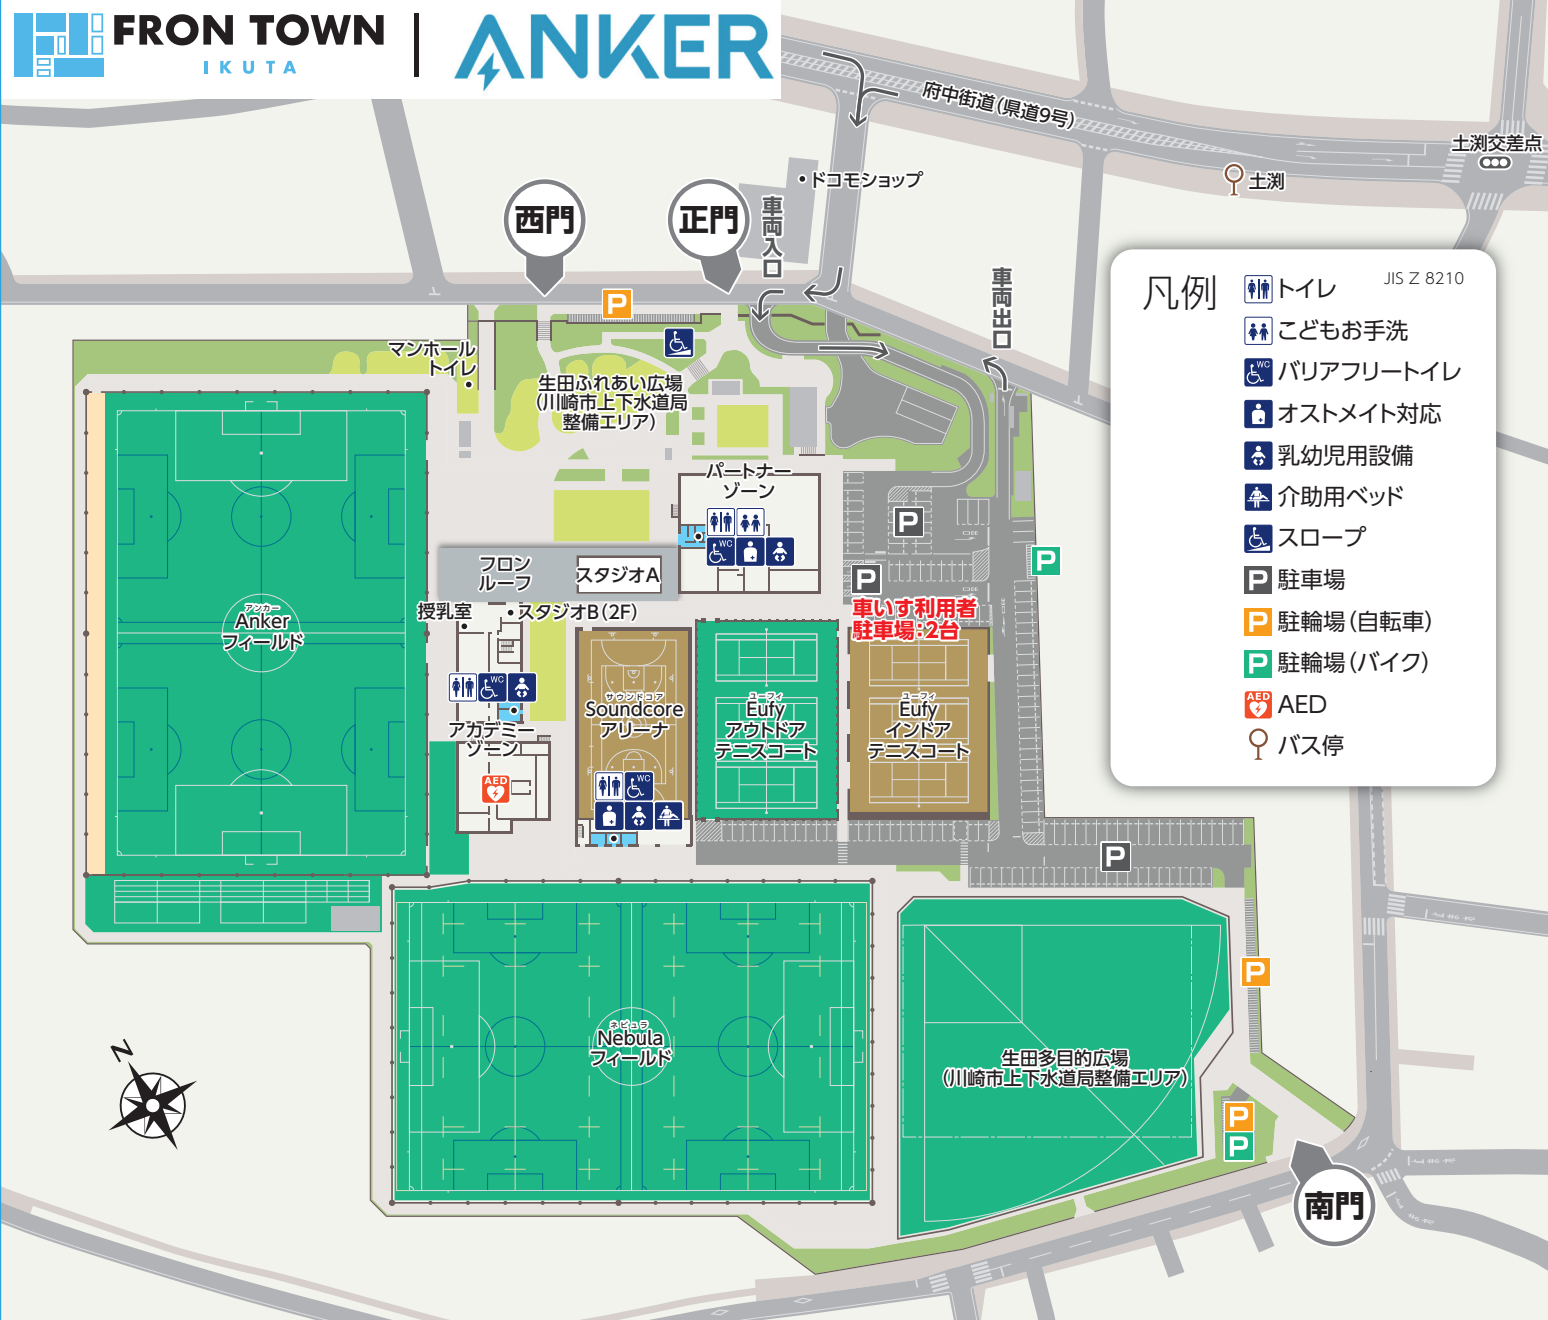 FRON TOWN
IKUTA
ANKER
府中街道(県道9号)
土渕交差点
土渕
ドコモショップ
西門
正門
車両入口
車両出口
凡例
JIS Z 8210
トイレ
こどもお手洗
WC
バリアフリートイレ
オストメイト対応
乳幼児用設備
介助用ベッド
スロープ
P
駐車場
P
駐輪場(自転車)
P
駐輪場(バイク)
AED
AED
バス停
P
マンホール
トイレ
生田ふれあい広場
(川崎市上下水道局
整備エリア)
パートナー
ゾーン
WC
P
P
P
車いす利用者
駐車場:2台
フロン
ルーフ
スタジオA
授乳室
スタジオB(2F)
アンカー
Anker
フィールド
WC
アカデミー
ゾーン
AED
サウンドコア
Soundcore
アリーナ
WC
ユーフィ
Eufy
アウトドア
テニスコート
ユーフィ
Eufy
インドア
テニスコート
P
ネビュラ
Nebula
フィールド
生田多目的広場
(川崎市上下水道局整備エリア)
P
P
P
南門
N